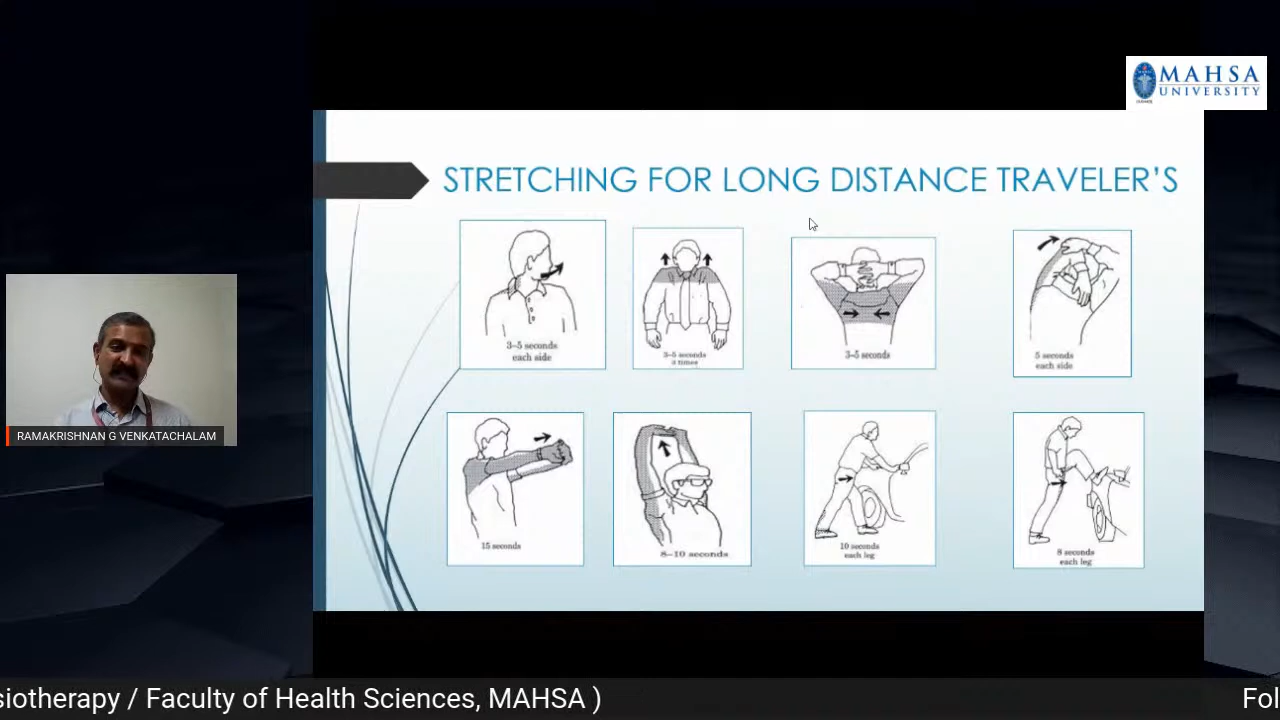 MAHSA
UNIVERSITY
STRETCHING FOR LONG DISTANCE TRAVELER'S
3-5 seconds
each side
3-5 seconds
3 times
3-5 seconds
5 seconds
each side
15 seconds
8-10 seconds
10 seconds
each leg
8 seconds
each leg
RAMAKRISHNAN G VENKATACHALAM
siotherapy / Faculty of Health Sciences, MAHSA )
Fol